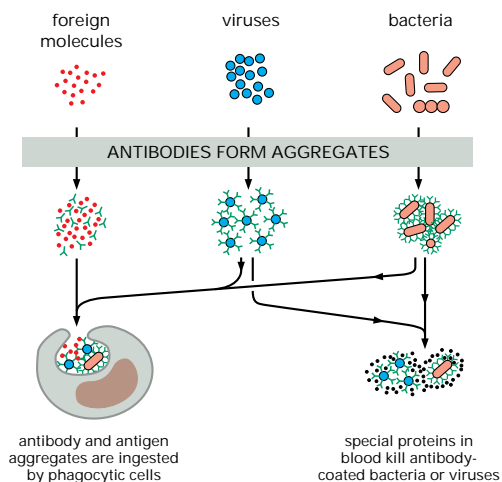 foreign
molecules
viruses
bacteria
ANTIBODIES FORM AGGREGATES
antibody and antigen
aggregates are ingested
by phagocytic cells
special proteins in
blood kill antibody-
coated bacteria or viruses